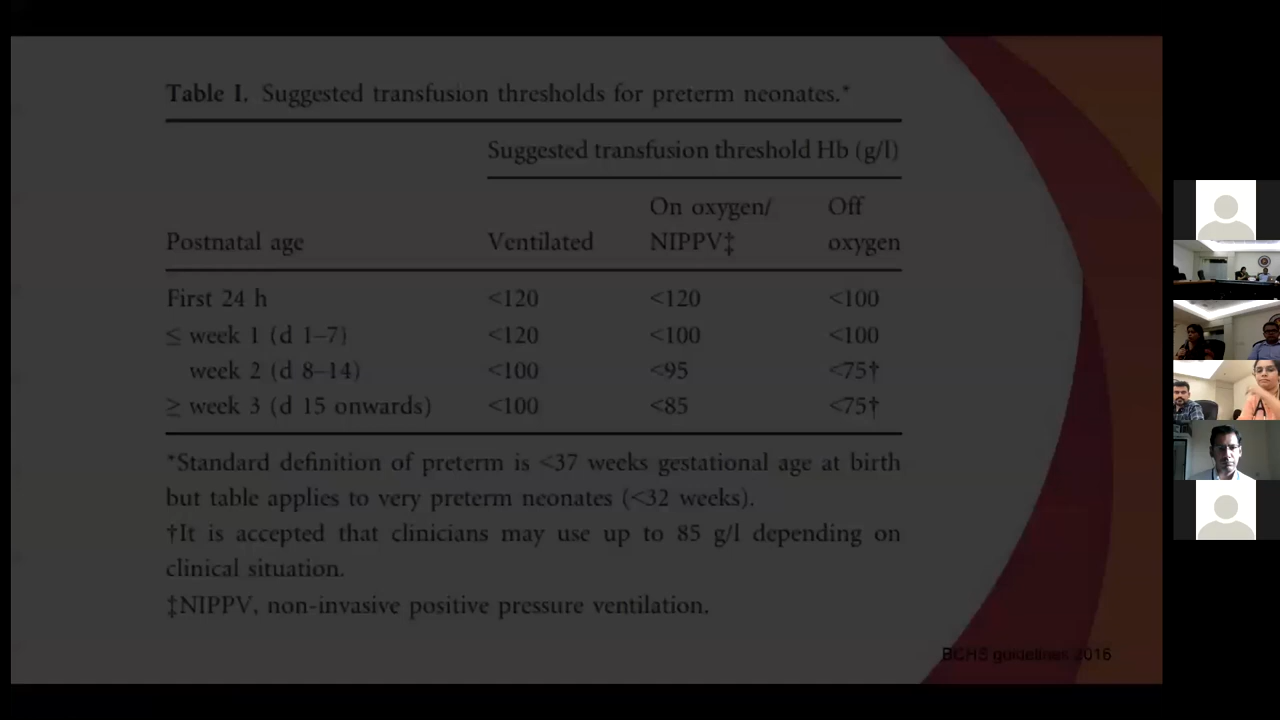 Table I. Suggested transfusion thresholds for preterm neonates.*
Suggested transfusion threshold Hb (g/l)
Postnatal age Ventilated On oxygen/ NIPPV‡ Off oxygen
First 24 h <120 <120 <100
≤ week 1 (d 1–7) <120 <100 <100
week 2 (d 8–14) <100 <95 <75†
≥ week 3 (d 15 onwards) <100 <85 <75†
*Standard definition of preterm is <37 weeks gestational age at birth
but table applies to very preterm neonates (<32 weeks).
†It is accepted that clinicians may use up to 85 g/l depending on
clinical situation.
‡NIPPV, non-invasive positive pressure ventilation.
BCHS guidelines 2016